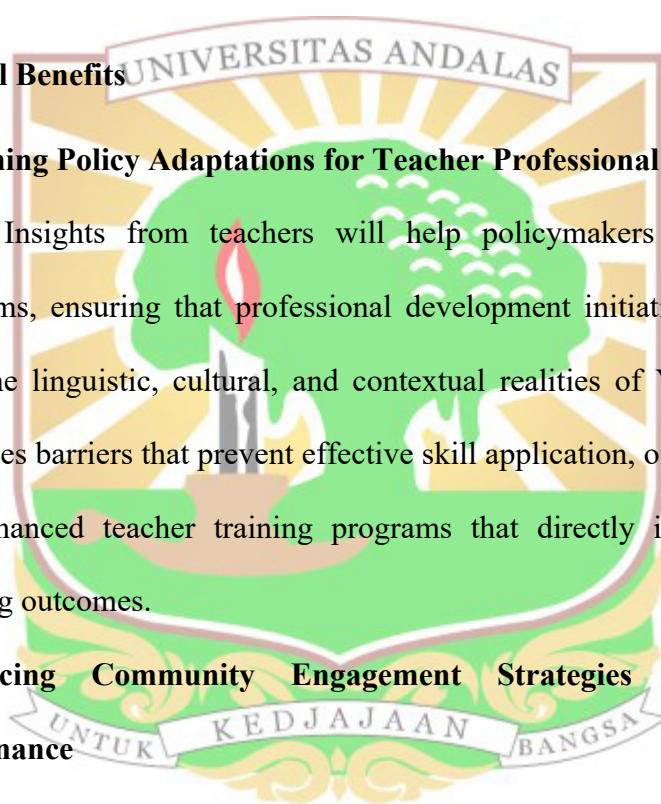 UNIVERSITAS ANDALAS
l Benefits
ning Policy Adaptations for Teacher Professional
Insights from teachers will help policymakers
ms, ensuring that professional development initiati
ne linguistic, cultural, and contextual realities of Y
es barriers that prevent effective skill application, o
nhanced teacher training programs that directly i
g outcomes.
cing Community Engagement Strategies
UNTUK KEDJAJAAN BANGSA
nance